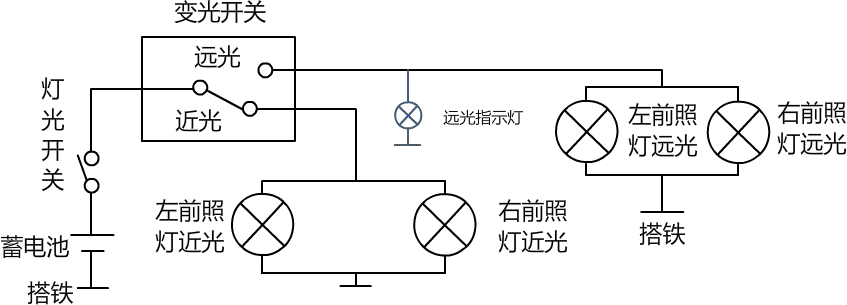 变光开关
远光
近光
灯
光
开
关
蓄电池
搭铁
远光指示灯
左前照
灯近光
右前照
灯近光
左前照
灯远光
右前照
灯远光
搭铁